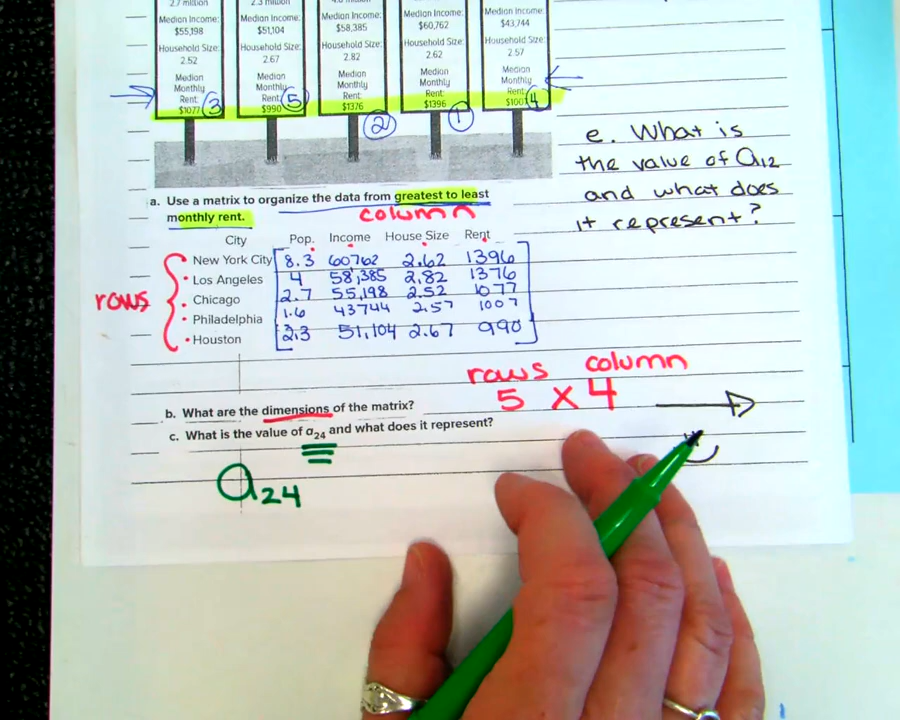 2.7 million 2.3 million
Median Income: Median Income: Median Income: Median Income: Median Income:
$55,198 $51,104 $58,385 $60,762 $43,744
Household Size: Household Size: Household Size: Household Size: Household Size:
2.52 2.67 2.82 2.62 2.57
Median Median Median Median Median
Monthly Monthly Monthly Monthly Monthly
Rent: Rent: Rent: Rent: Rent:
$1077 3 $990 5 $1376 $1396 $1007 4
2 1
e. What is
the value of a12
and what does
it represent?
a. Use a matrix to organize the data from greatest to least
monthly rent.
column
City Pop. Income House Size Rent
New York City 8.3 60762 2.62 1396
Los Angeles 4 58,385 2.82 1376
Chicago 2.7 55,198 2.52 1077
Philadelphia 1.6 43744 2.57 1007
Houston 2.3 51,104 2.67 990
rows
rows column
5 X 4
b. What are the dimensions of the matrix?
c. What is the value of a24 and what does it represent?
a24